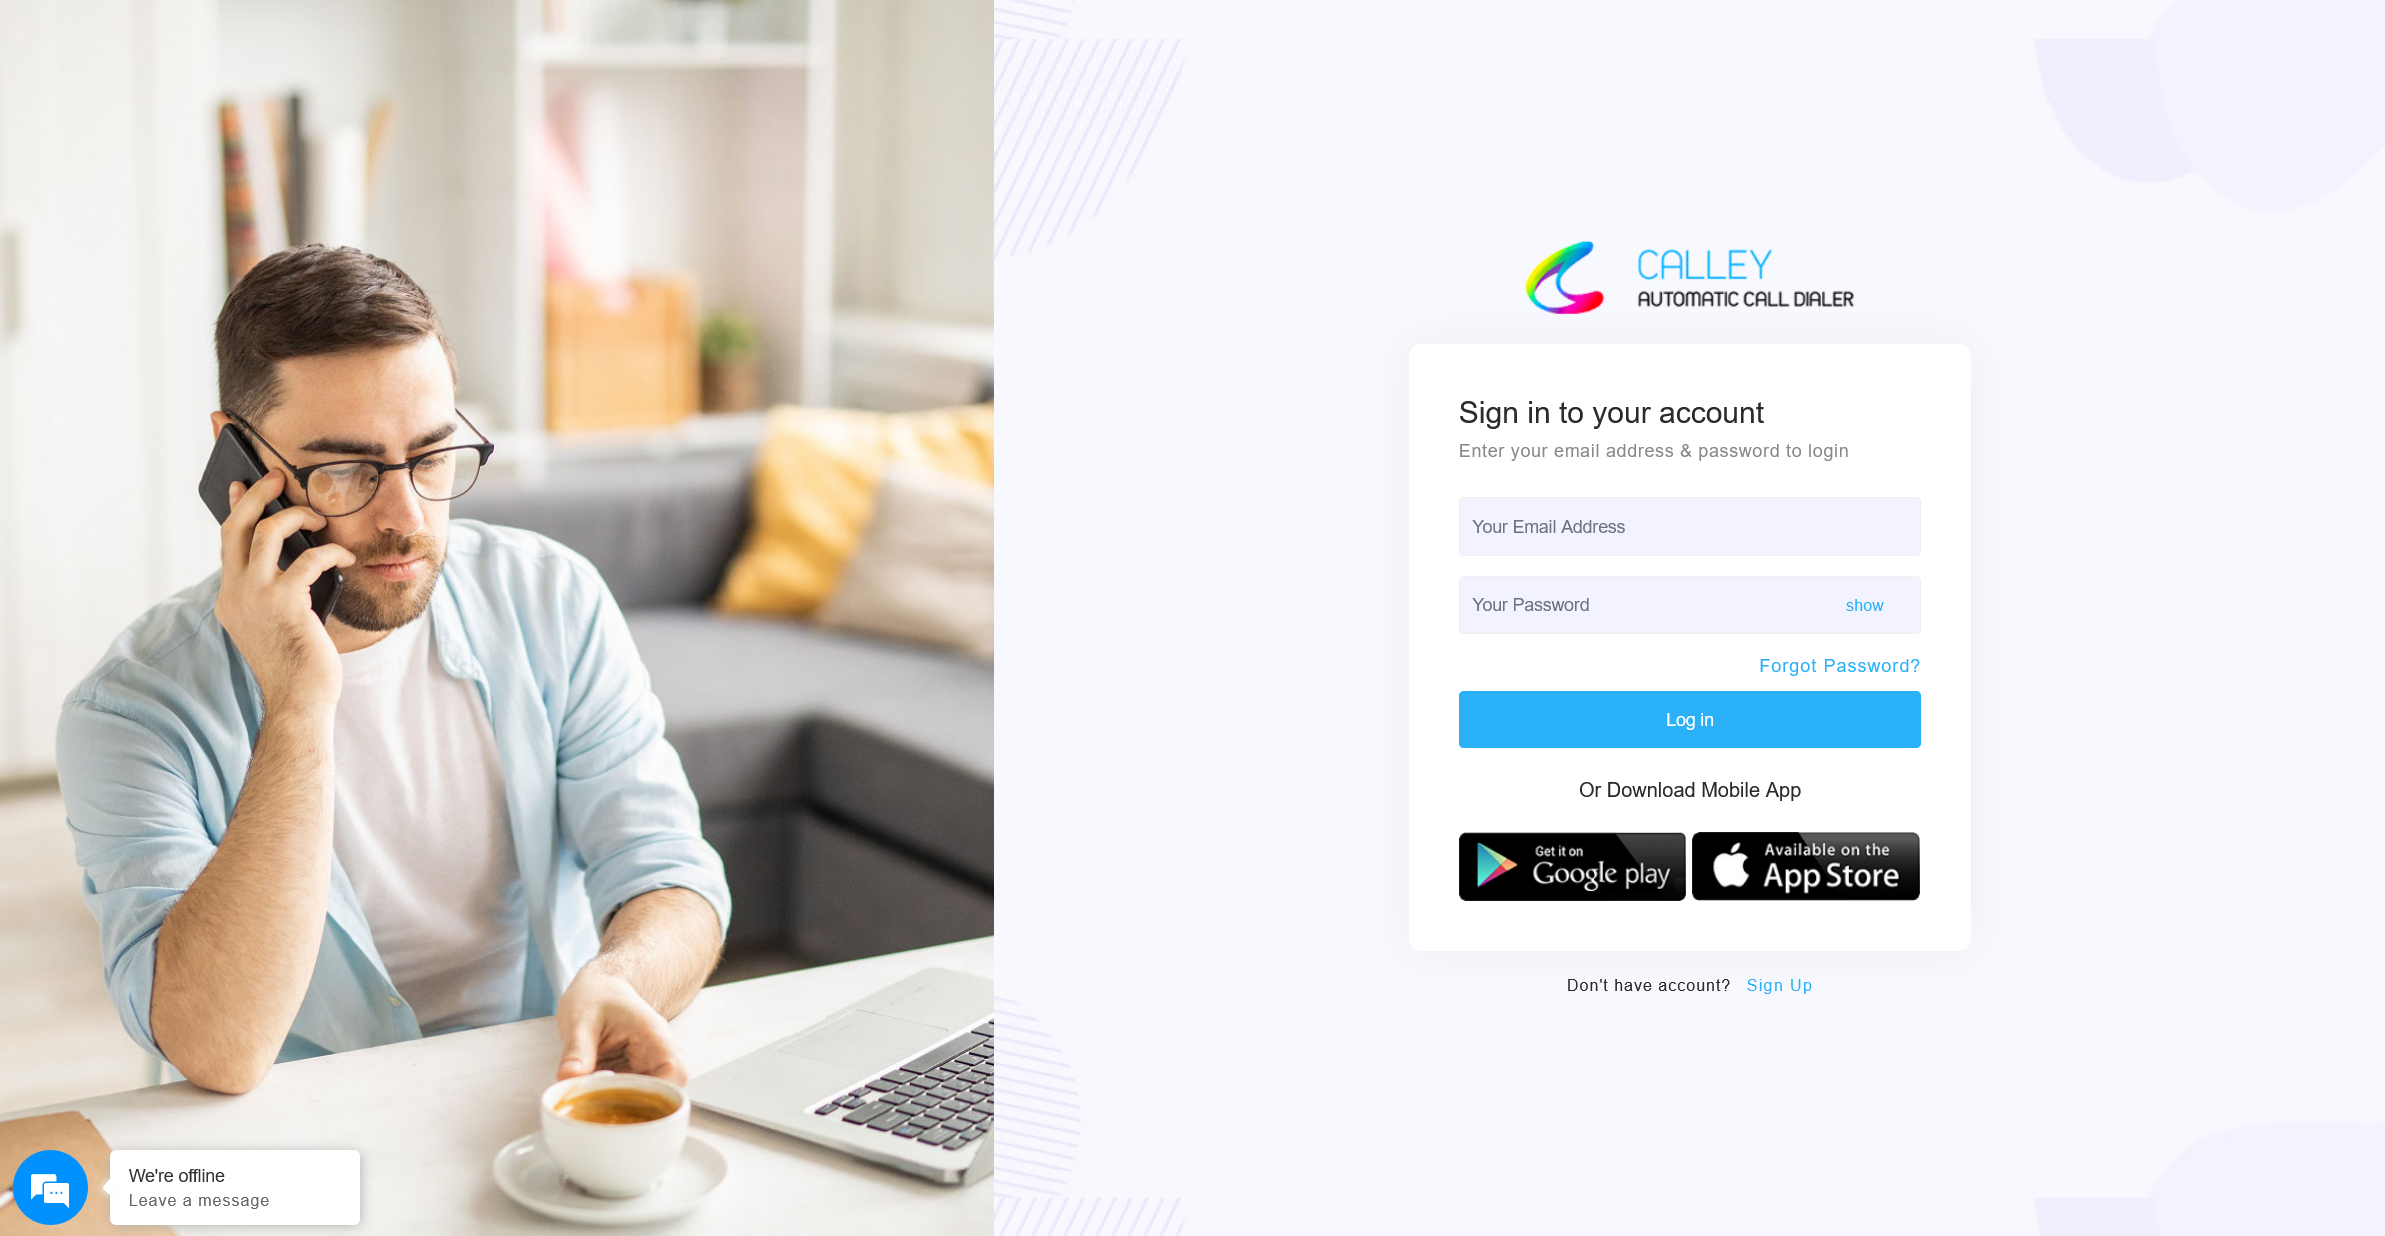 CALLEY
AUTOMATIC CALL DIALER
Sign in to your account
Enter your email address & password to login
Your Email Address
Your Password
show
Forgot Password?
Log in
Or Download Mobile App
Get it on
Google play
Available on the
App Store
Don't have account? Sign Up
We're offline
Leave a message